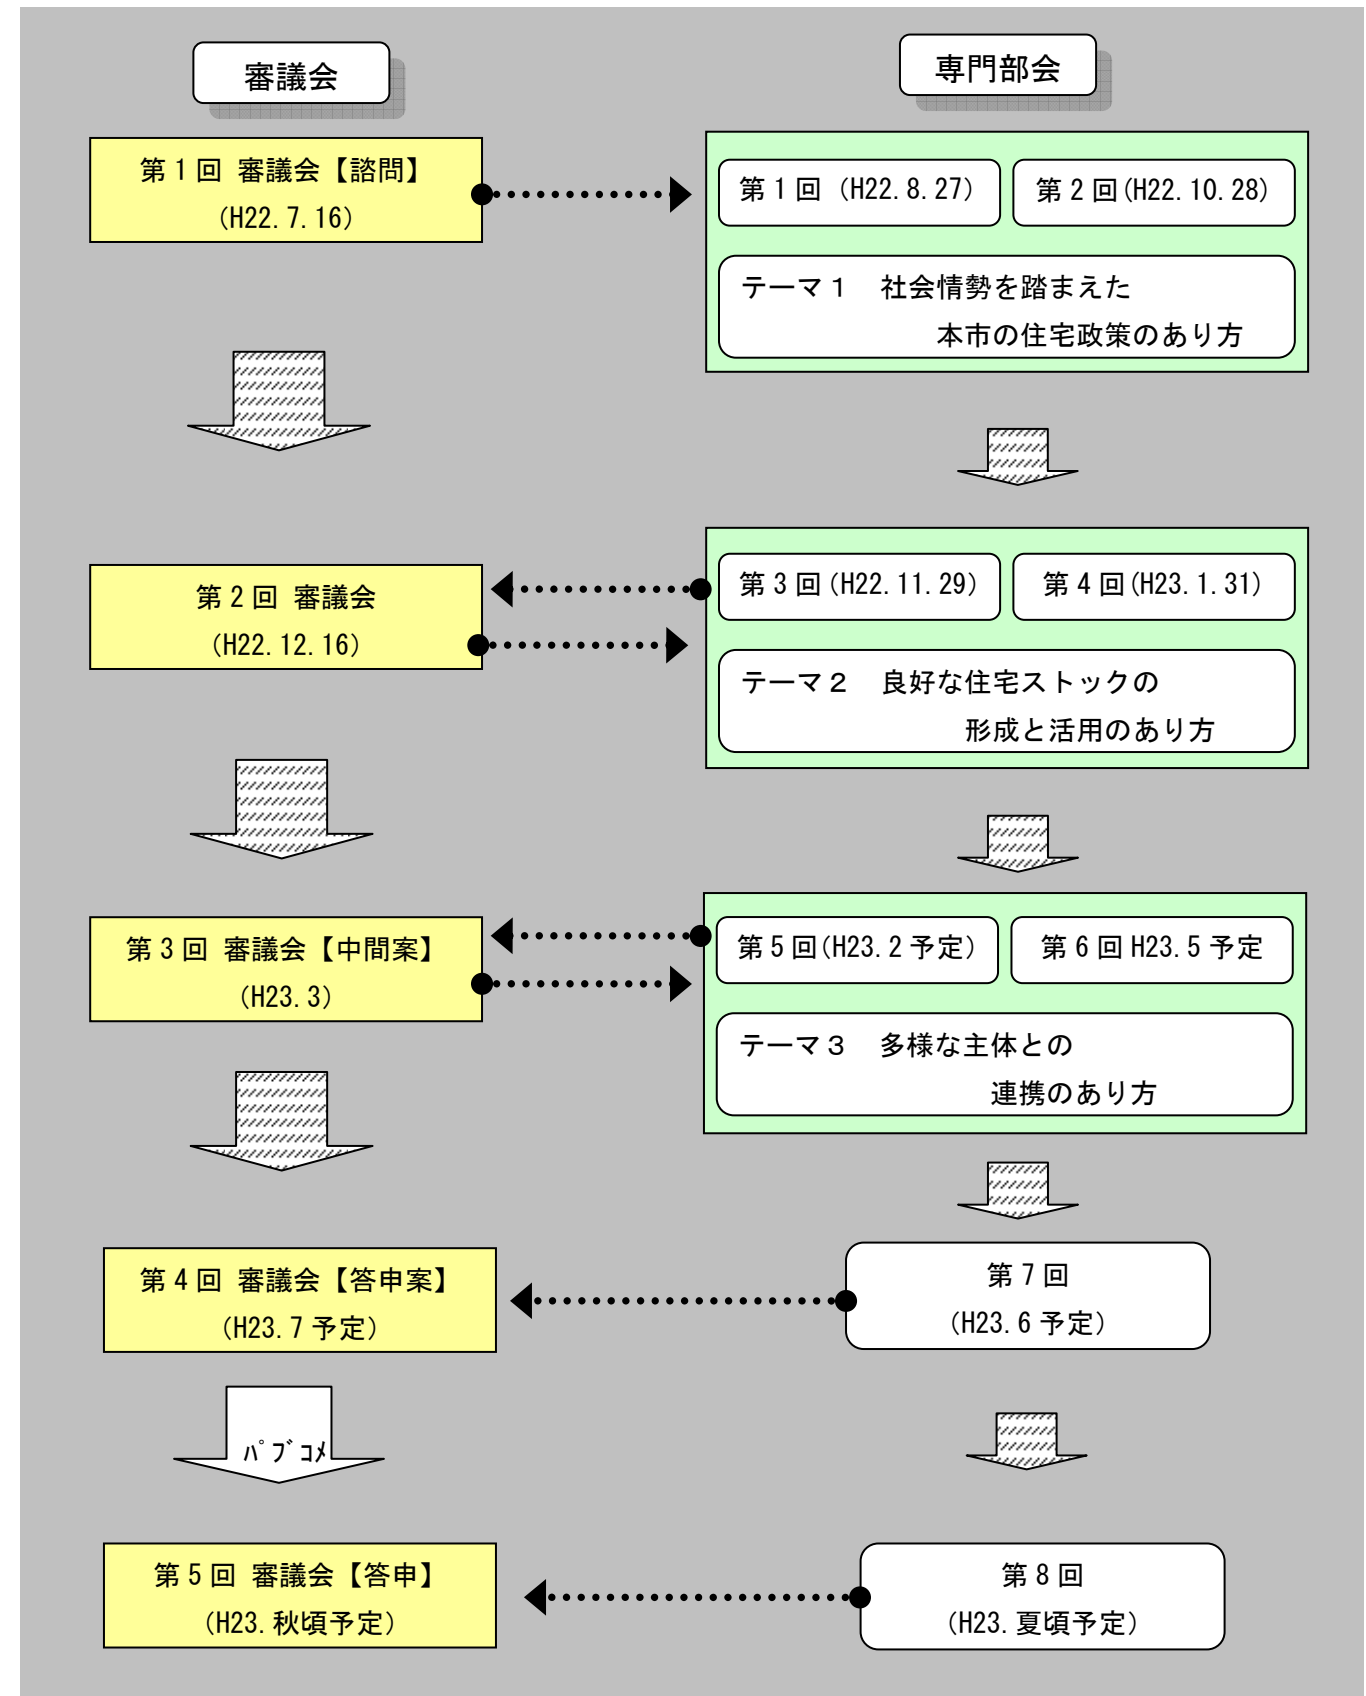 審議会
専門部会
第1回 審議会【諮問】
(H22.7.16)
第1回 (H22.8.27)
第2回(H22.10.28)
テーマ1 社会情勢を踏まえた
本市の住宅政策のあり方
第2回 審議会
(H22.12.16)
第3回(H22.11.29)
第4回(H23.1.31)
テーマ2 良好な住宅ストックの
形成と活用のあり方
第3回 審議会【中間案】
(H23.3)
第5回(H23.2予定)
第6回H23.5予定
テーマ3 多様な主体との
連携のあり方
第4回 審議会【答申案】
(H23.7予定)
第7回
(H23.6予定)
ﾊﾟﾌﾞｺﾒ
第5回 審議会【答申】
(H23.秋頃予定)
第8回
(H23.夏頃予定)